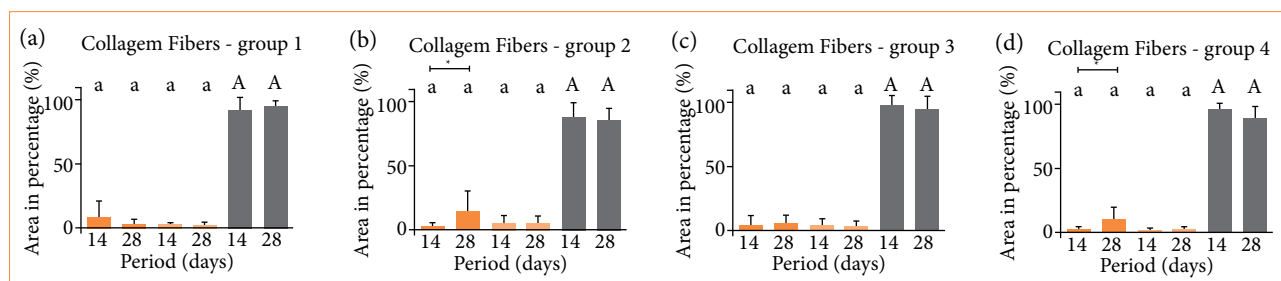 (a)
Collagem Fibers - group 1
Area in percentage (%)
100
50
0
a a a a A A
14 28 14 28 14 28
Period (days)
(b)
Collagem Fibers - group 2
Area in percentage (%)
100
50
0
*
a a a a A A
14 28 14 28 14 28
Period (days)
(c)
Collagem Fibers - group 3
Area in percentage (%)
100
50
0
a a a a A A
14 28 14 28 14 28
Period (days)
(d)
Collagem Fibers - group 4
Area in percentage (%)
100
50
0
*
a a a a A A
14 28 14 28 14 28
Period (days)